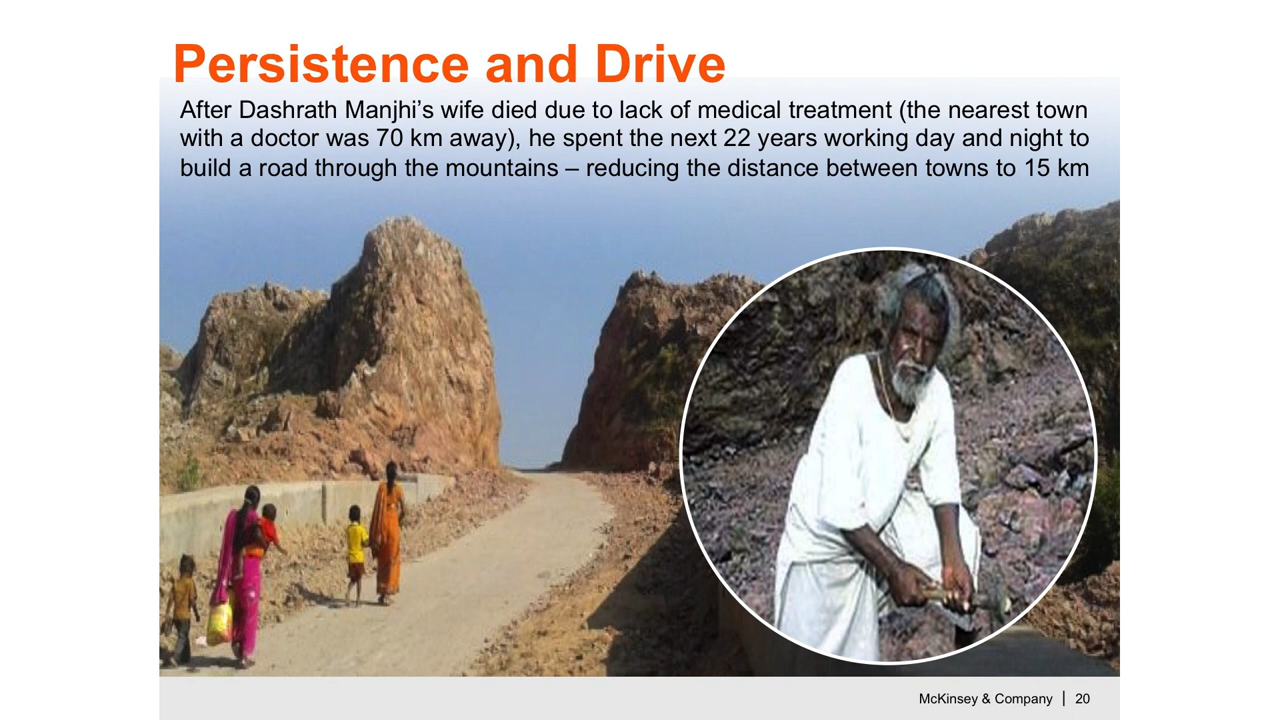 Persistence and Drive
After Dashrath Manjhi’s wife died due to lack of medical treatment (the nearest town
with a doctor was 70 km away), he spent the next 22 years working day and night to
build a road through the mountains – reducing the distance between towns to 15 km
McKinsey & Company | 20